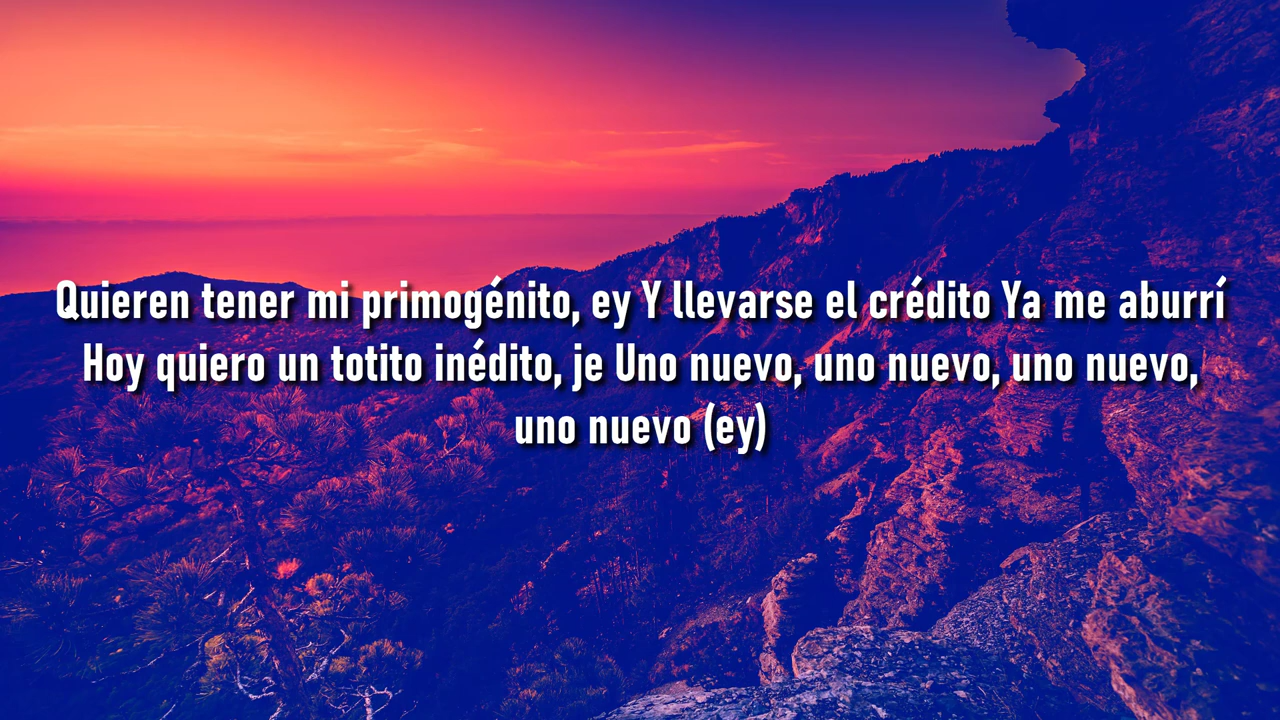 Quieren tener mi primogénito, ey Y llevarse el crédito Ya me aburrí
Hoy quiero un totito inédito, je Uno nuevo, uno nuevo, uno nuevo,
uno nuevo (ey)